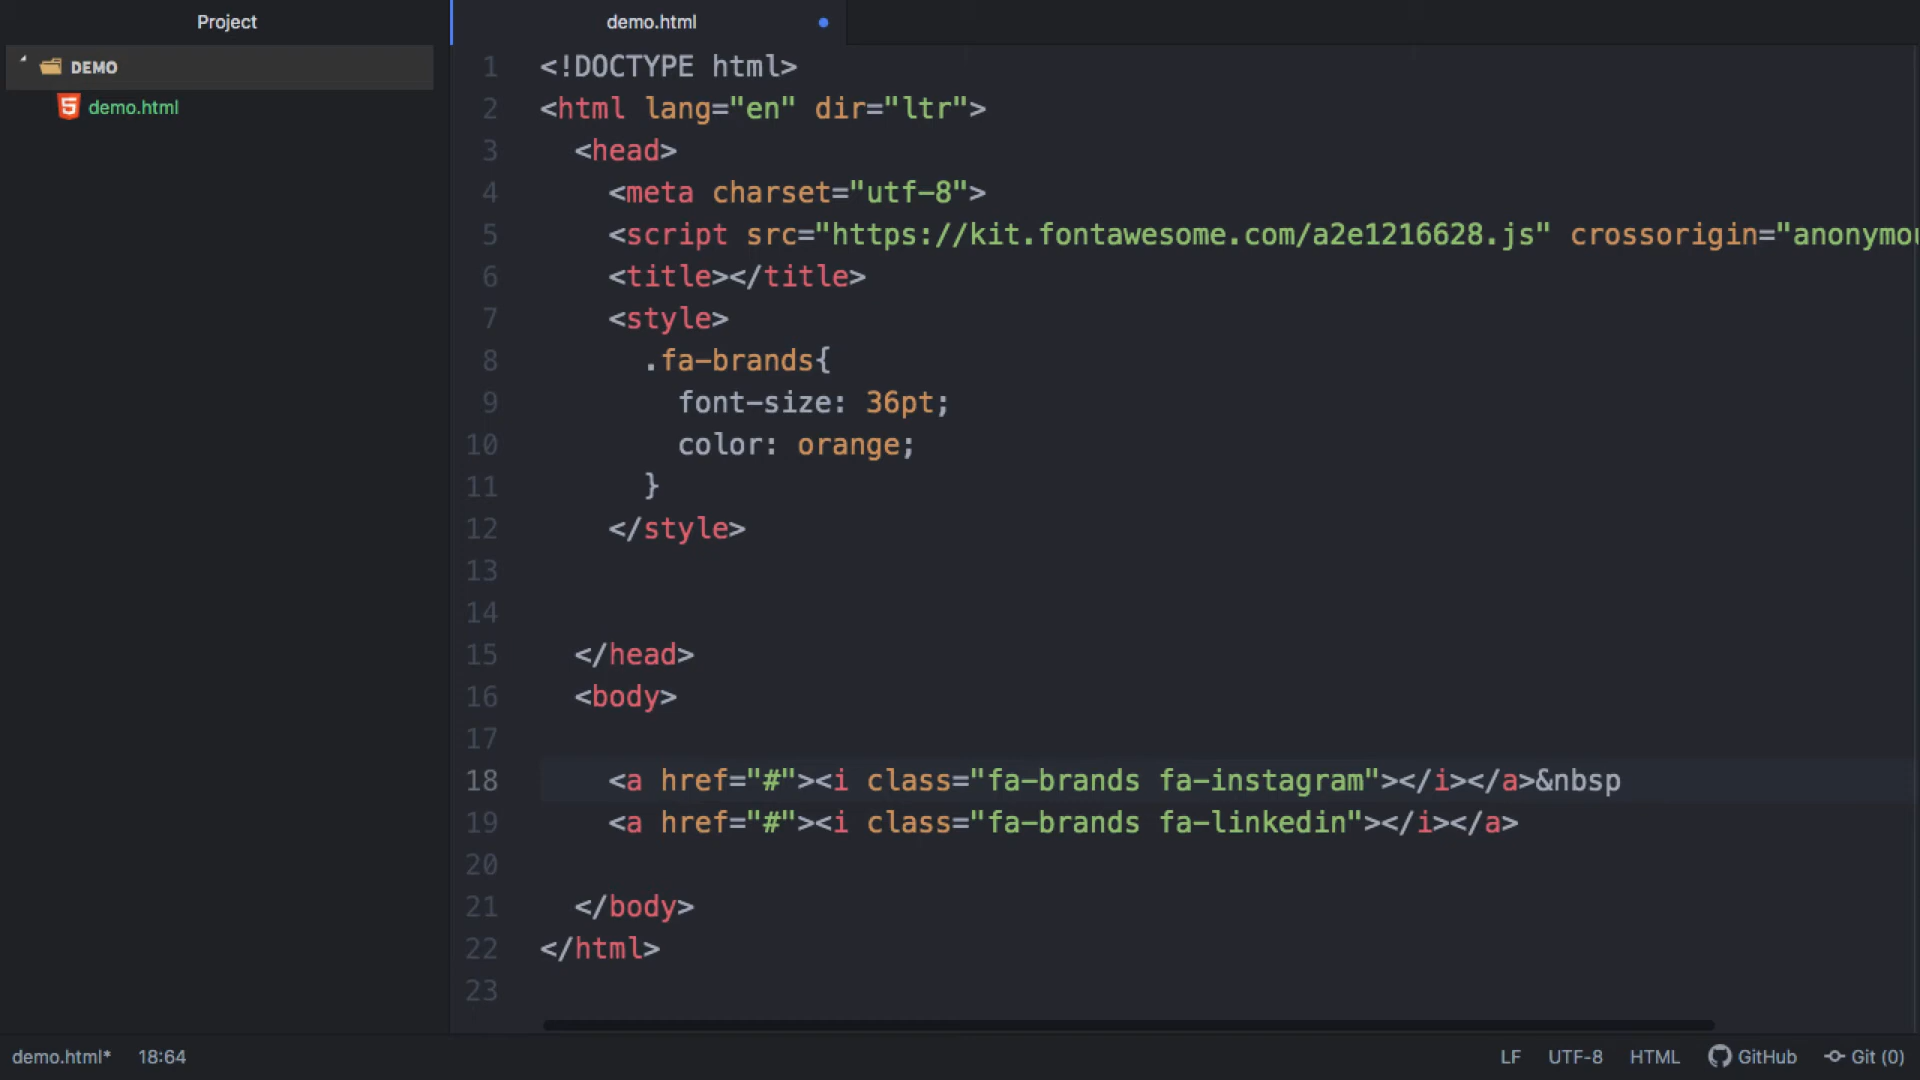 Project
demo.html
DEMO
demo.html
1 <!DOCTYPE html>
2 <html lang="en" dir="ltr">
3 <head>
4 <meta charset="utf-8">
5 <script src="https://kit.fontawesome.com/a2e1216628.js" crossorigin="anonymou
6 <title></title>
7 <style>
8 .fa-brands{
9 font-size: 36pt;
10 color: orange;
11 }
12 </style>
13
14
15 </head>
16 <body>
17
18 <a href="#"><i class="fa-brands fa-instagram"></i></a>&nbsp
19 <a href="#"><i class="fa-brands fa-linkedin"></i></a>
20
21 </body>
22 </html>
23
demo.html* 18:64 LF UTF-8 HTML GitHub Git (0)